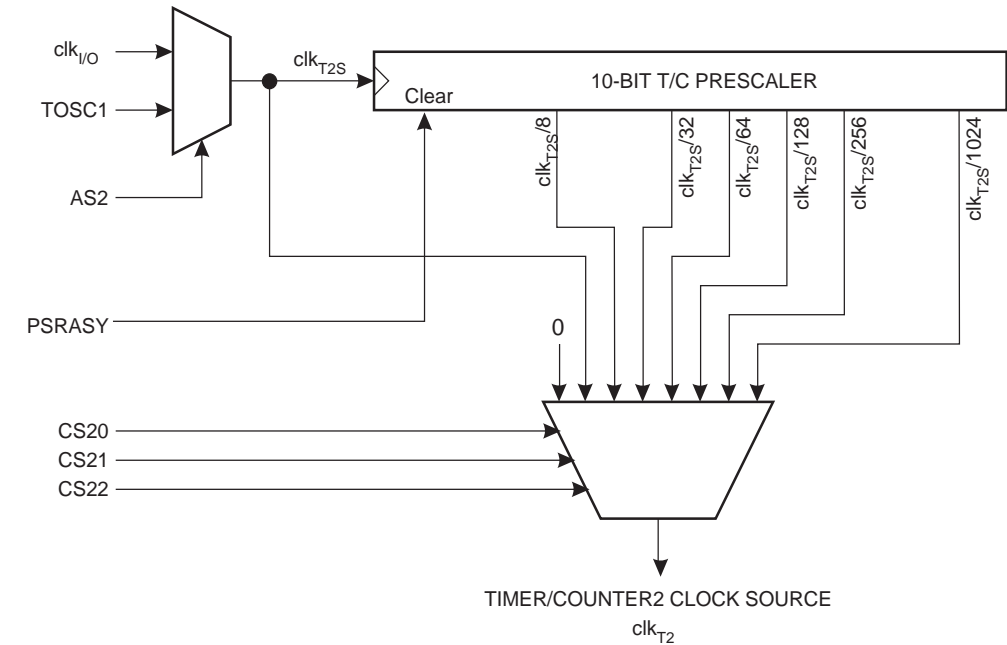 clkI/O
clkT2S
10-BIT T/C PRESCALER
TOSC1
Clear
clkT2S/8
clkT2S/32
clkT2S/64
clkT2S/128
clkT2S/256
clkT2S/1024
AS2
PSRASY
0
CS20
CS21
CS22
TIMER/COUNTER2 CLOCK SOURCE
clkT2